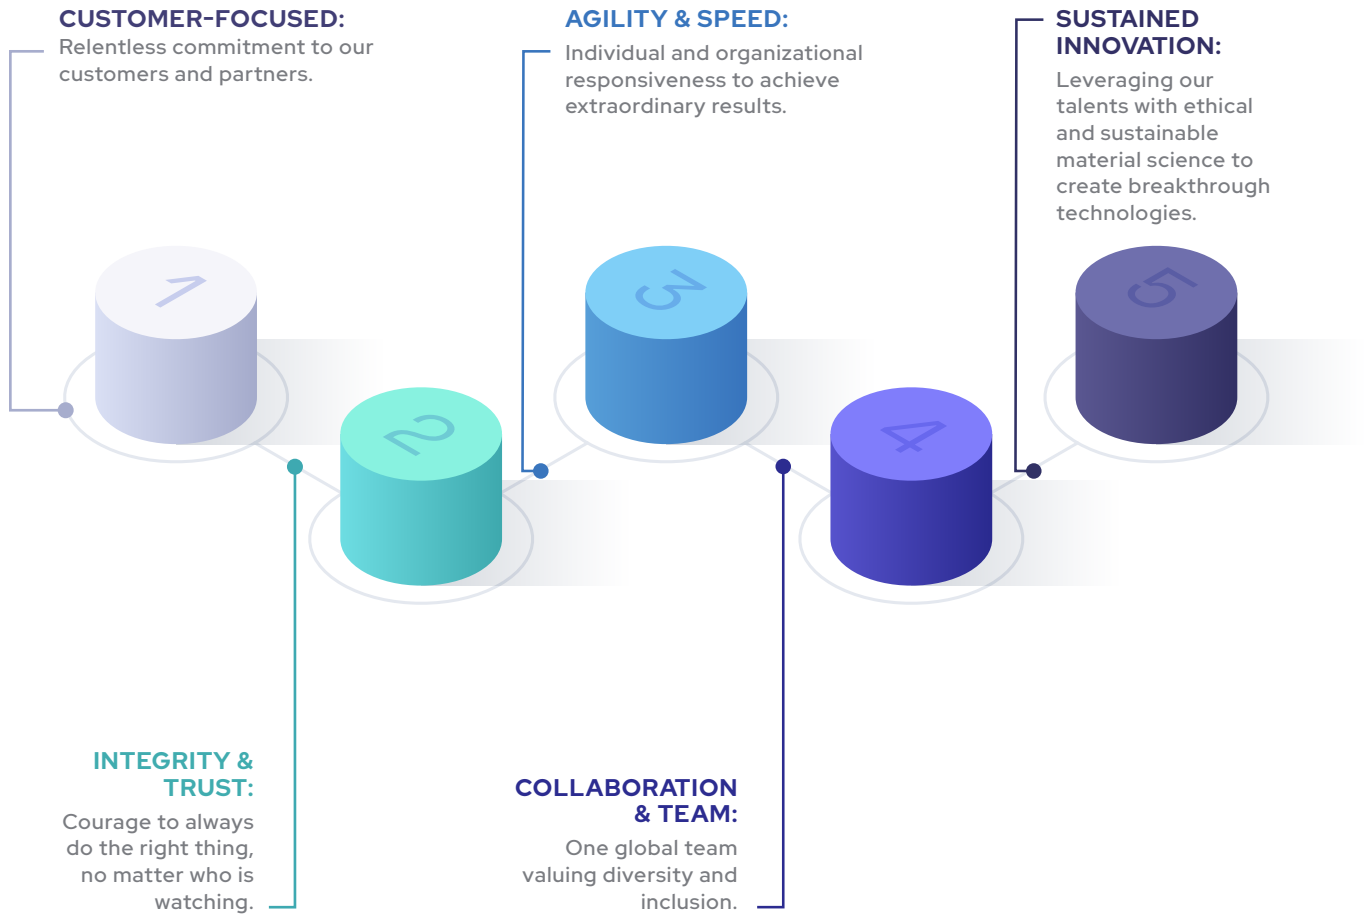 CUSTOMER-FOCUSED:
Relentless commitment to our
customers and partners.
AGILITY & SPEED:
Individual and organizational
responsiveness to achieve
extraordinary results.
SUSTAINED
INNOVATION:
Leveraging our
talents with ethical
and sustainable
material science to
create breakthrough
technologies.
1
2
3
4
5
INTEGRITY &
TRUST:
Courage to always
do the right thing,
no matter who is
watching.
COLLABORATION
& TEAM:
One global team
valuing diversity and
inclusion.